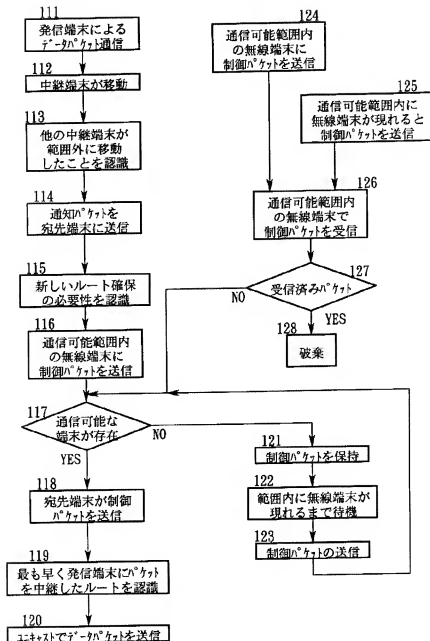 111
発信端末による
データパケット通信
112
中継端末が移動
113
他の中継端末が
範囲外に移動
したことを認識
114
通知パケットを
宛先端末に送信
115
新しいルート確保
の必要性を認識
116
通信可能範囲内
の無線端末に
制御パケットを送信
117
通信可能な
端末が存在
NO
YES
118
宛先端末が制御
パケットを送信
119
最も早く発信端末にパケット
を中継したルートを認識
120
ユニキャストでデータパケットを送信
121
制御パケットを保持
122
範囲内に無線端末が
現れるまで待機
123
制御パケットの送信
124
通信可能範囲内
の無線端末に
制御パケットを送信
125
通信可能範囲内に
無線端末が現れると
制御パケットを送信
126
通信可能範囲内
の無線端末で
制御パケットを受信
127
受信済みパケット
NO
YES
128
破棄